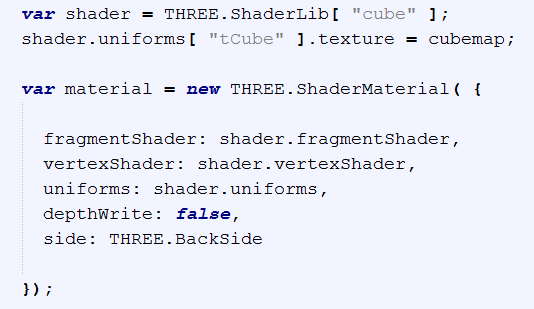 var shader = THREE.ShaderLib[ "cube" ];
shader.uniforms[ "tCube" ].texture = cubemap;
var material = new THREE.ShaderMaterial( {
fragmentShader: shader.fragmentShader,
vertexShader: shader.vertexShader,
uniforms: shader.uniforms,
depthWrite: false,
side: THREE.BackSide
});